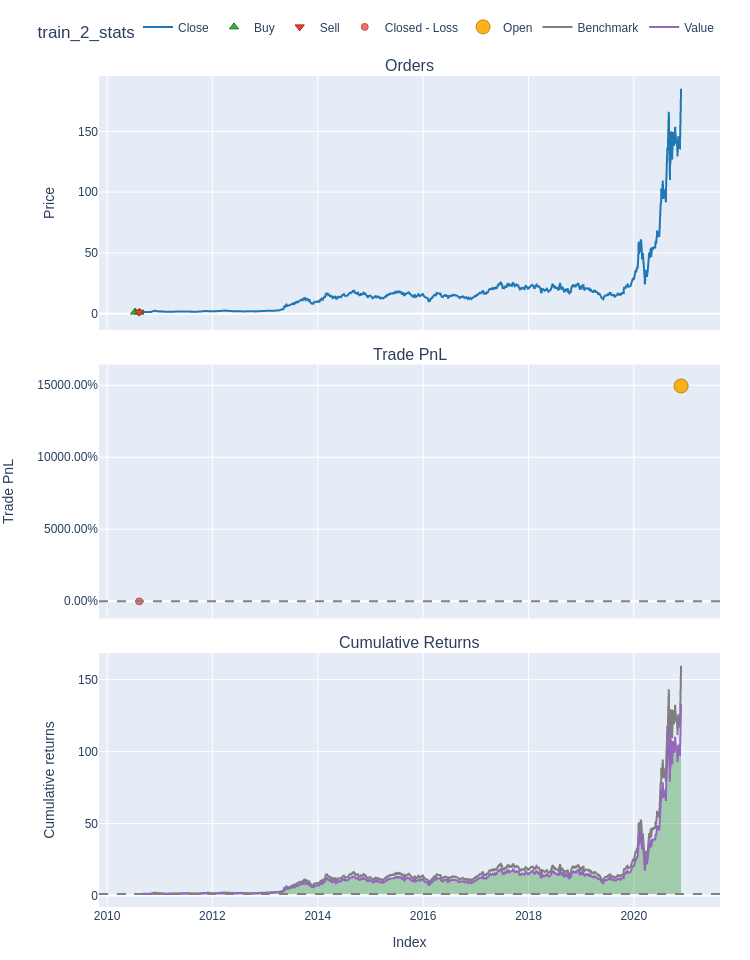 train_2_stats
Close
Buy
Sell
Closed - Loss
Open
Benchmark
Value
Orders
150
100
50
0
Price
Trade PnL
15000.00%
10000.00%
5000.00%
0.00%
Trade PnL
Cumulative Returns
150
100
50
0
Cumulative returns
2010
2012
2014
2016
2018
2020
Index